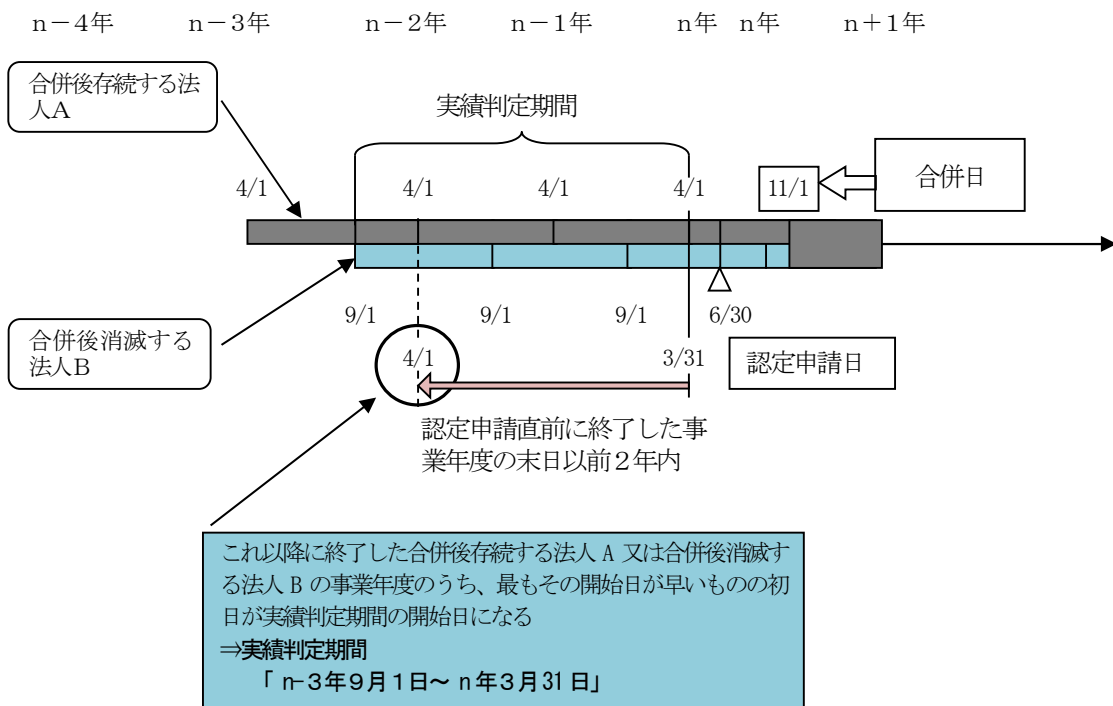 n－4年 n－3年 n－2年 n－1年 n年 n年 n＋1年
合併後存続する法
人A
実績判定期間
4/1 4/1 4/1 4/1 11/1 合併日
9/1 9/1 9/1 6/30
合併後消滅する
法人B
4/1 3/31 認定申請日
認定申請直前に終了した事
業年度の末日以前２年内
これ以降に終了した合併後存続する法人 A 又は合併後消滅す
る法人 B の事業年度のうち、最もその開始日が早いものの初
日が実績判定期間の開始日になる
⇒実績判定期間
「 n-３年９月１日～ n 年３月31 日」